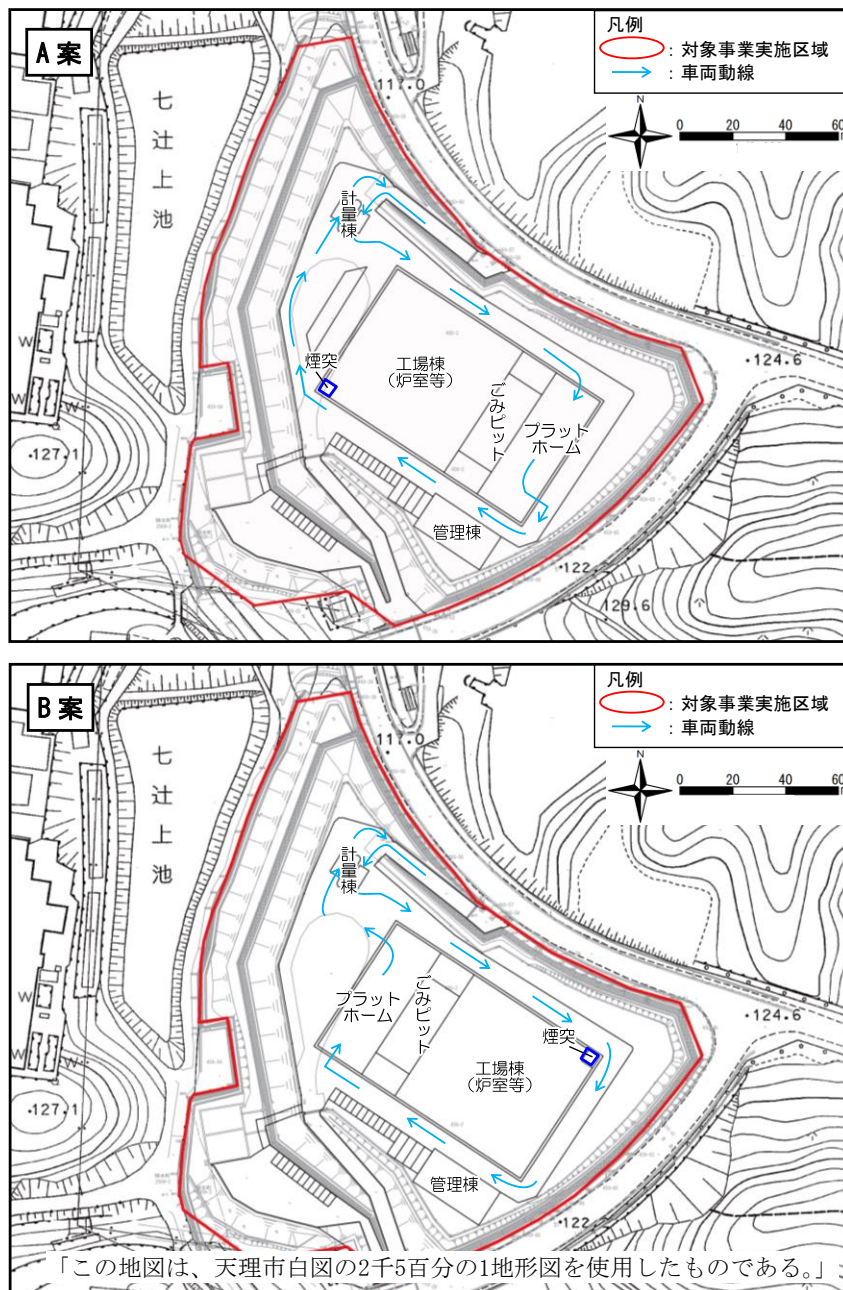 A案
凡例
：対象事業実施区域
：車両動線
N
0 20 40 60
七辻上池
117.0
計量棟
124.6
煙突
工場棟
（炉室等）
ごみピット
プラット
ホーム
127.1
管理棟
122.2
129.6
W
W
B案
凡例
：対象事業実施区域
：車両動線
N
0 20 40 60
七辻上池
117.0
計量棟
124.6
プラット
ホーム
ごみピット
煙突
工場棟
（炉室等）
127.1
管理棟
122
W
W
「この地図は、天理市白図の2千5百分の1地形図を使用したものである。」